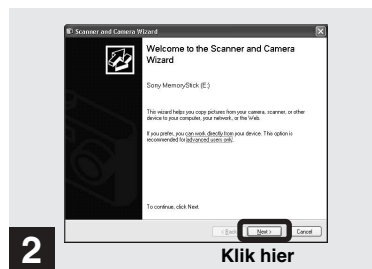 Scanner and Camera Wizard
Welcome to the Scanner and Camera
Wizard
Sony MemoryStick (E:)
This wizard helps you copy pictures from your camera, scanner, or other
device to your computer, your network, or the Web.
If you prefer, you can work directly from your device. This option is
recommended for advanced users only.
To continue, click Next.
< Back Next > Cancel
2
Klik hier